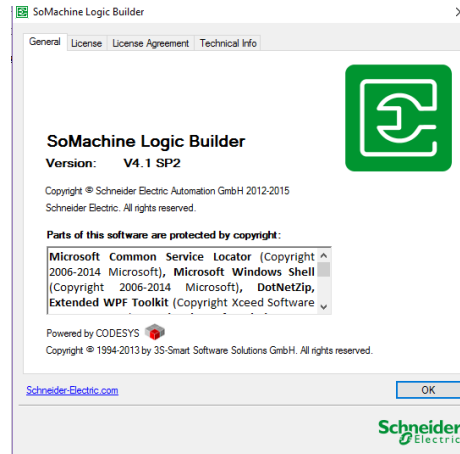 SoMachine Logic Builder
General License License Agreement Technical Info
SoMachine Logic Builder
Version: V4.1 SP2
Copyright © Schneider Electric Automation GmbH 2012-2015
Schneider Electric. All rights reserved.
Parts of this software are protected by copyright:
Microsoft Common Service Locator (Copyright
2006-2014 Microsoft), Microsoft Windows Shell
(Copyright 2006-2014 Microsoft), DotNetZip,
Extended WPF Toolkit (Copyright Xceed Software
Powered by CODESYS
Copyright © 1994-2013 by 3S-Smart Software Solutions GmbH. All rights reserved.
Schneider-Electric.com
OK
Schneider
Electric